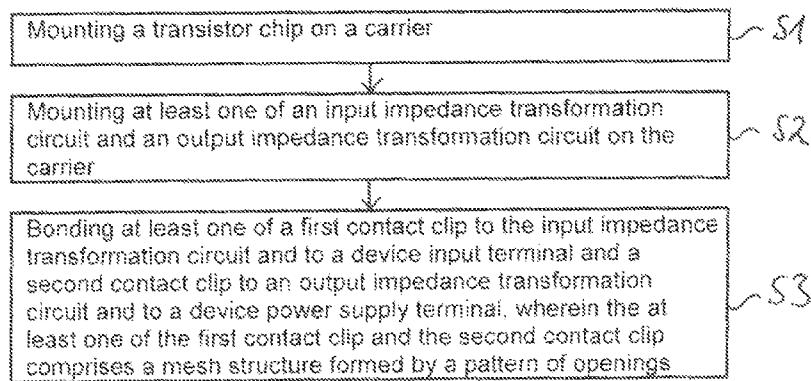 Mounting a transistor chip on a carrier
S1
Mounting at least one of an input impedance transformation
circuit and an output impedance transformation circuit on the
carrier
S2
Bonding at least one of a first contact clip to the input impedance
transformation circuit and to a device input terminal and a
second contact clip to an output impedance transformation
circuit and to a device power supply terminal, wherein the at
least one of the first contact clip and the second contact clip
comprises a mesh structure formed by a pattern of openings
S3